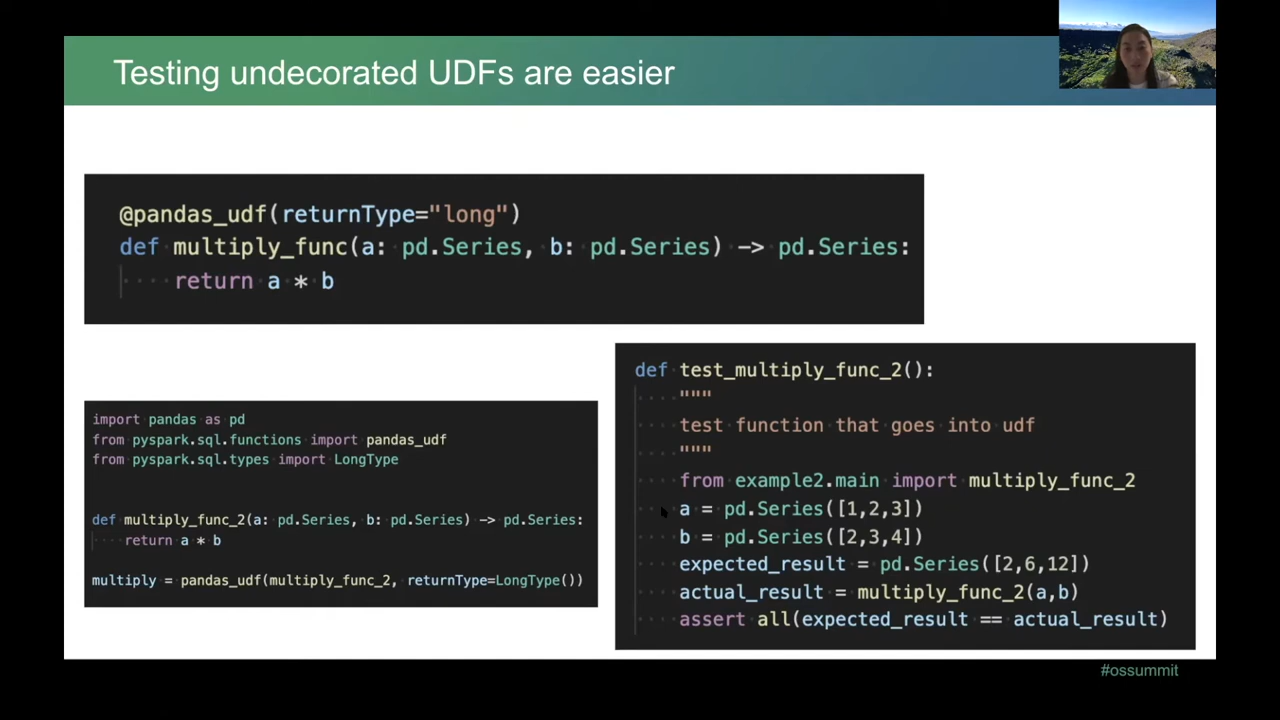 Testing undecorated UDFs are easier
@pandas_udf(returnType="long")
def multiply_func(a: pd.Series, b: pd.Series) -> pd.Series:
    return a * b
import pandas as pd
from pyspark.sql.functions import pandas_udf
from pyspark.sql.types import LongType
def multiply_func_2(a: pd.Series, b: pd.Series) -> pd.Series:
    return a * b
multiply = pandas_udf(multiply_func_2, returnType=LongType())
def test_multiply_func_2():
    """
    test function that goes into udf
    """
    from example2.main import multiply_func_2
    a = pd.Series([1,2,3])
    b = pd.Series([2,3,4])
    expected_result = pd.Series([2,6,12])
    actual_result = multiply_func_2(a,b)
    assert all(expected_result == actual_result)
#ossummit